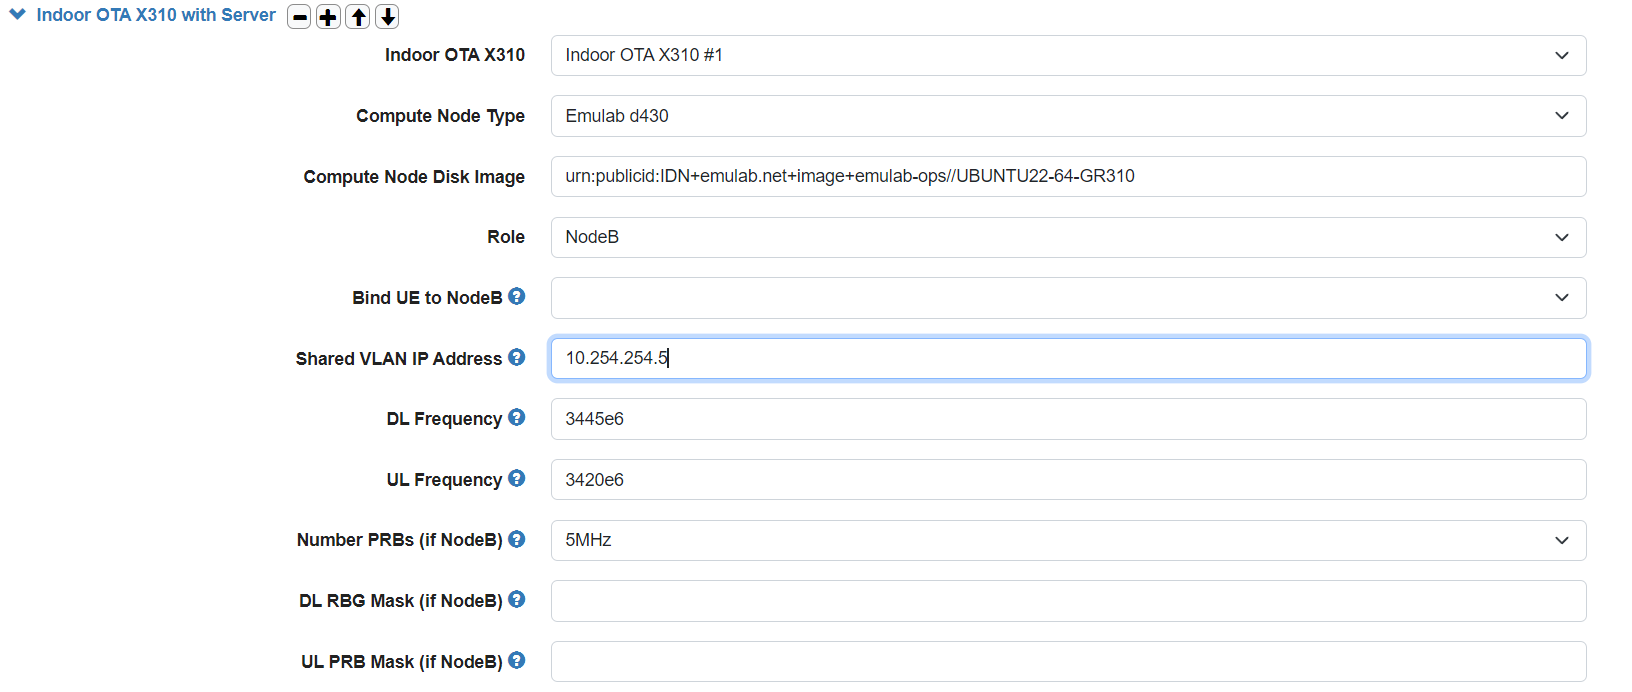 Indoor OTA X310 with Server
Indoor OTA X310 Indoor OTA X310 #1
Compute Node Type Emulab d430
Compute Node Disk Image urn:publicid:IDN+emulab.net+image+emulab-ops//UBUNTU22-64-GR310
Role NodeB
Bind UE to NodeB ?
Shared VLAN IP Address ? 10.254.254.5
DL Frequency ? 3445e6
UL Frequency ? 3420e6
Number PRBs (if NodeB) ? 5MHz
DL RBG Mask (if NodeB) ?
UL PRB Mask (if NodeB) ?